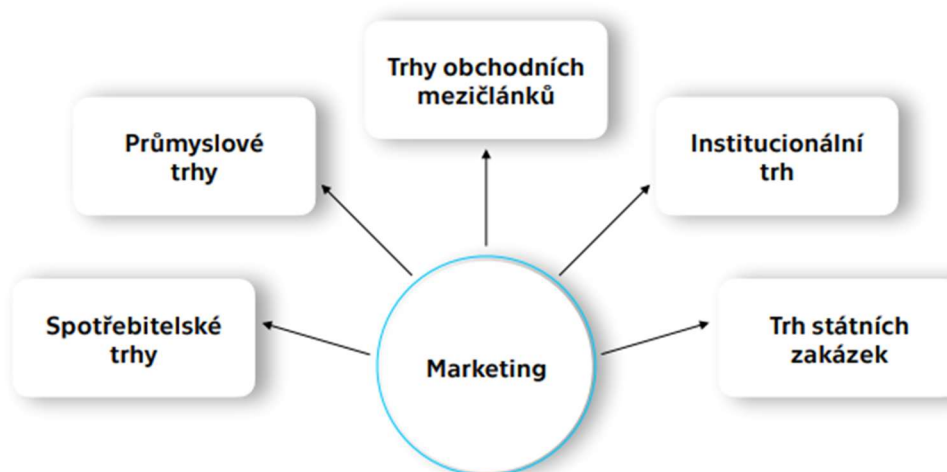 Trhy obchodních
mezičlánků
Průmyslové
trhy
Institucionální
trh
Spotřebitelské
trhy
Trh státních
zakázek
Marketing